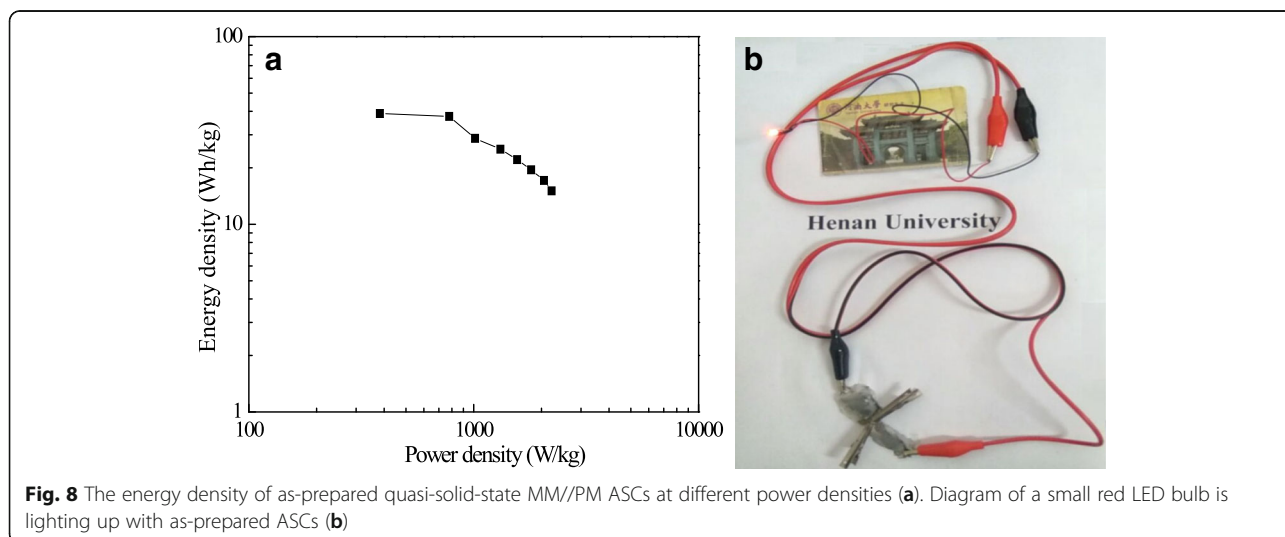 100
10
1
100
1000
10000
Energy density (Wh/kg)
Power density (W/kg)
a
b
Henan University
Fig. 8 The energy density of as-prepared quasi-solid-state MM//PM ASCs at different power densities (a). Diagram of a small red LED bulb is
lighting up with as-prepared ASCs (b)